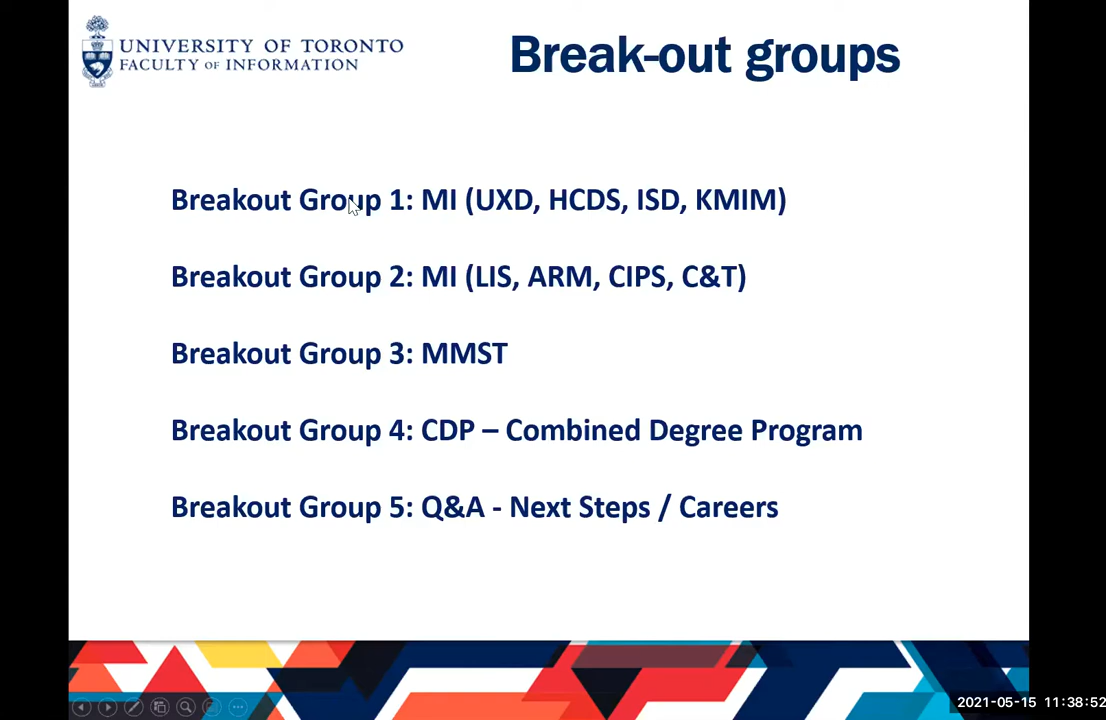 UNIVERSITY OF TORONTO
FACULTY OF INFORMATION
Break-out groups
Breakout Group 1: MI (UXD, HCDS, ISD, KMIM)
Breakout Group 2: MI (LIS, ARM, CIPS, C&T)
Breakout Group 3: MMST
Breakout Group 4: CDP – Combined Degree Program
Breakout Group 5: Q&A - Next Steps / Careers
2021-05-15 11:38:52